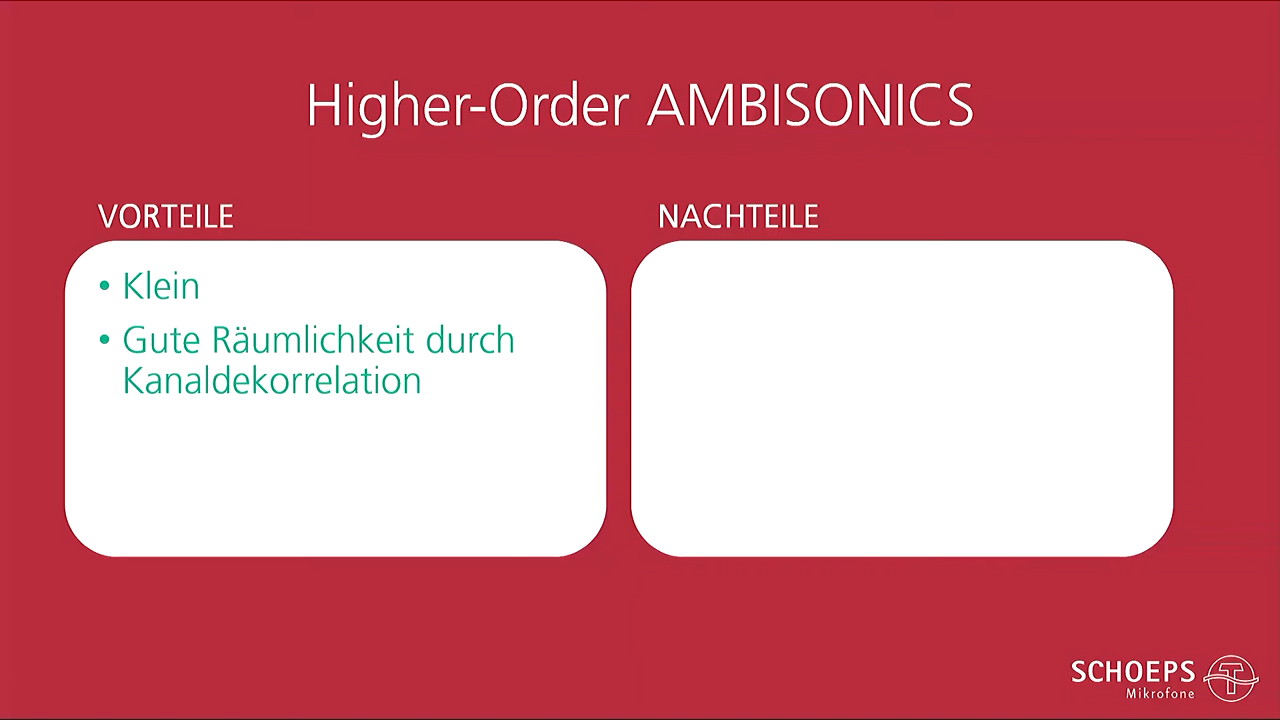 Higher-Order AMBISONICS
VORTEILE
• Klein
• Gute Räumlichkeit durch
Kanaldekorrelation
NACHTEILE
SCHOEPS
Mikrofone